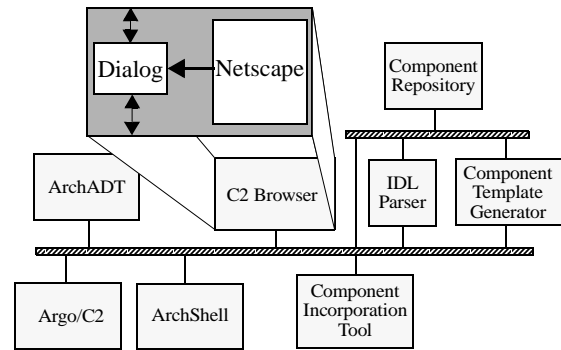 Dialog
Netscape
Component
Repository
ArchADT
C2 Browser
IDL
Parser
Component
Template
Generator
Argo/C2
ArchShell
Component
Incorporation
Tool